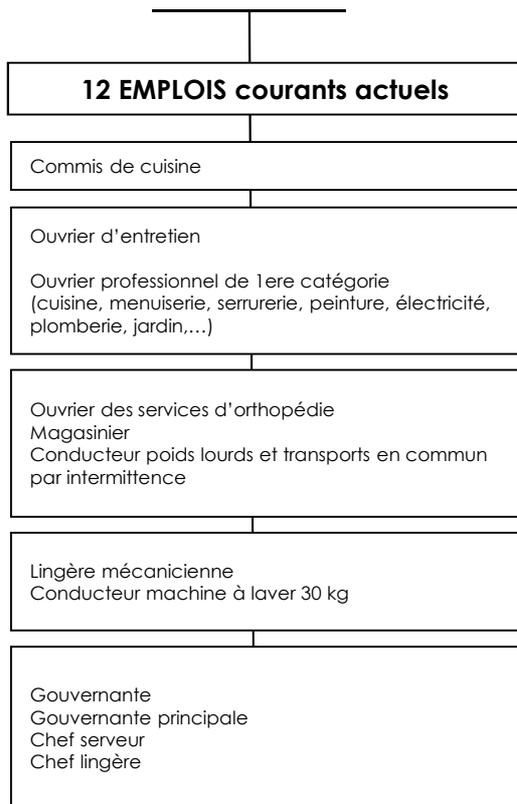 12 EMPLOIS courants actuels
Commis de cuisine
Ouvrier d’entretien
Ouvrier professionnel de 1ere catégorie
(cuisine, menuiserie, serrurerie, peinture, électricité,
plomberie, jardin,…)
Ouvrier des services d’orthopédie
Magasinier
Conducteur poids lourds et transports en commun
par intermittence
Lingère mécanicienne
Conducteur machine à laver 30 kg
Gouvernante
Gouvernante principale
Chef serveur
Chef lingère